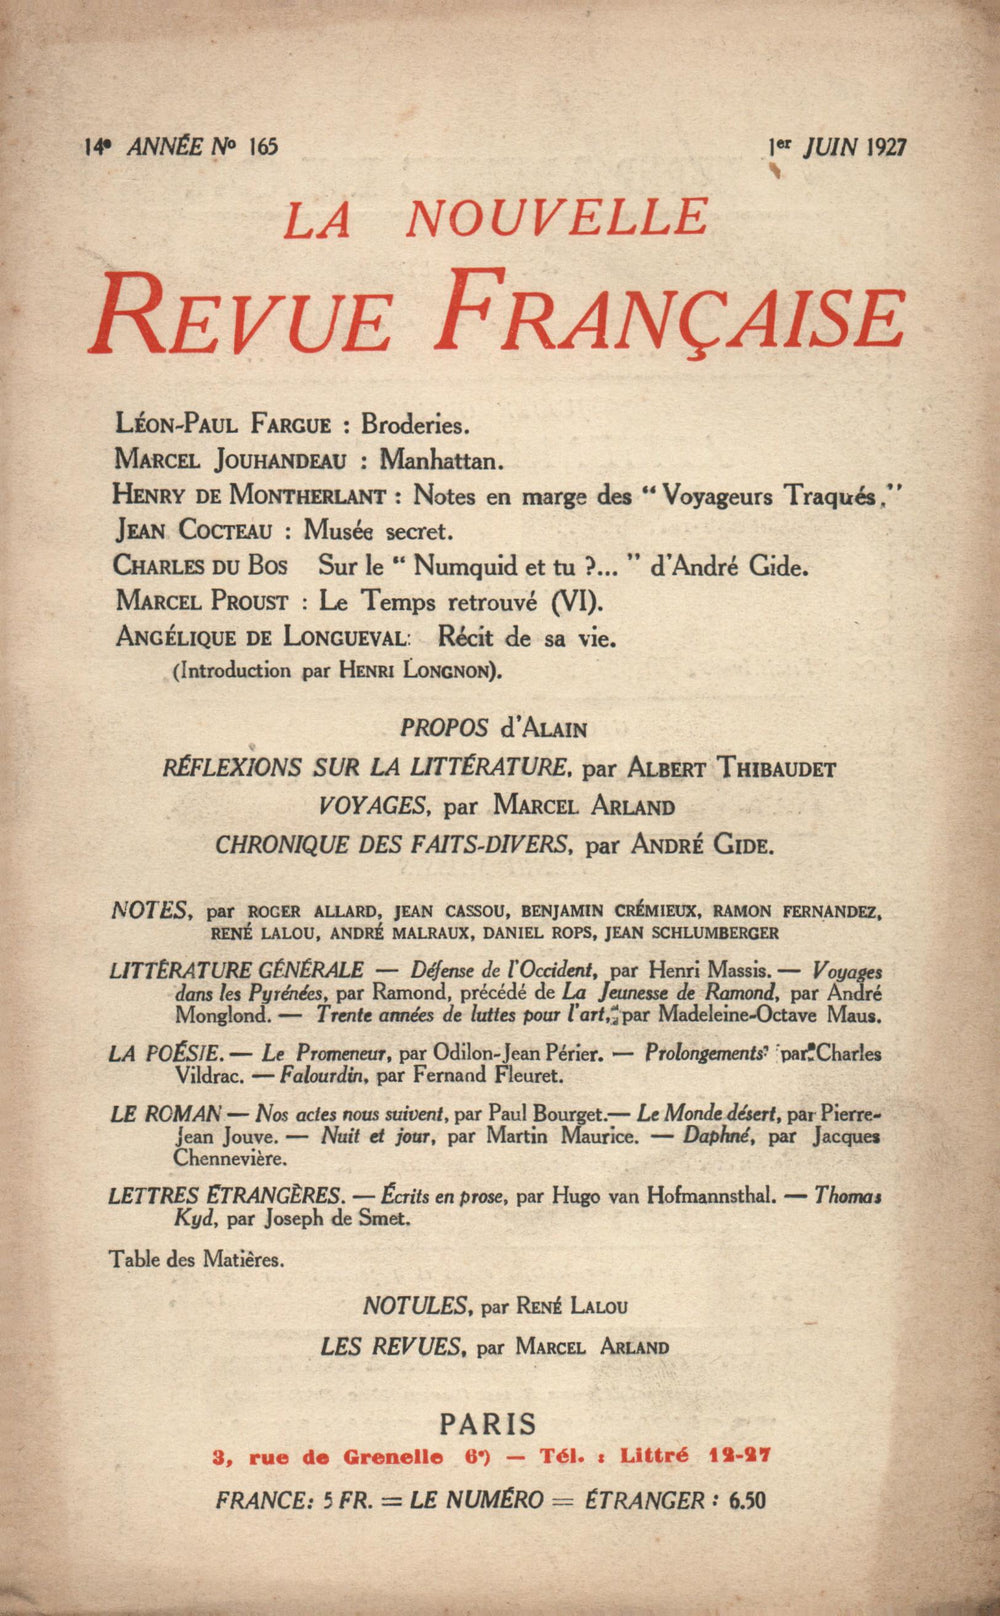 14e ANNÉE No 165
1er JUIN 1927
LA NOUVELLE
REVUE FRANÇAISE
LÉON-PAUL FARGUE : Broderies.
MARCEL JOUHANDEAU : Manhattan.
HENRY DE MONTHERLANT : Notes en marge des “ Voyageurs Traqués.”
JEAN COCTEAU : Musée secret.
CHARLES DU BOS Sur le “ Numquid et tu ?... ” d'André Gide.
MARCEL PROUST : Le Temps retrouvé (VI).
ANGÉLIQUE DE LONGUEVAL: Récit de sa vie.
(Introduction par HENRI LONGNON).
PROPOS d'ALAIN
RÉFLEXIONS SUR LA LITTÉRATURE, par ALBERT THIBAUDET
VOYAGES, par MARCEL ARLAND
CHRONIQUE DES FAITS-DIVERS, par ANDRÉ GIDE.
NOTES, par ROGER ALLARD, JEAN CASSOU, BENJAMIN CRÉMIEUX, RAMON FERNANDEZ,
RENÉ LALOU, ANDRÉ MALRAUX, DANIEL ROPS, JEAN SCHLUMBERGER
LITTÉRATURE GÉNÉRALE — Défense de l'Occident, par Henri Massis. — Voyages
dans les Pyrénées, par Ramond, précédé de La Jeunesse de Ramond, par André
Monglond. — Trente années de luttes pour l'art, par Madeleine-Octave Maus.
LA POÉSIE. — Le Promeneur, par Odilon-Jean Périer. — Prolongements par Charles
Vildrac. — Falourdin, par Fernand Fleuret.
LE ROMAN — Nos actes nous suivent, par Paul Bourget. — Le Monde désert, par Pierre-
Jean Jouve. — Nuit et jour, par Martin Maurice. — Daphné, par Jacques
Chennevière.
LETTRES ÉTRANGÈRES. — Écrits en prose, par Hugo van Hofmannsthal. — Thomas
Kyd, par Joseph de Smet.
Table des Matières.
NOTULES, par RENÉ LALOU
LES REVUES, par MARCEL ARLAND
PARIS
3, rue de Grenelle 6e) — Tél. : Littré 12-27
FRANCE: 5 FR. = LE NUMÉRO = ÉTRANGER : 6.50